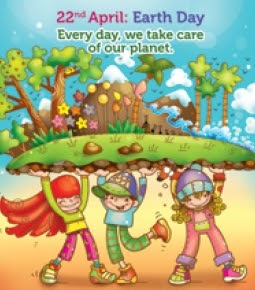 22nd April: Earth Day
Every day, we take care
of our planet.